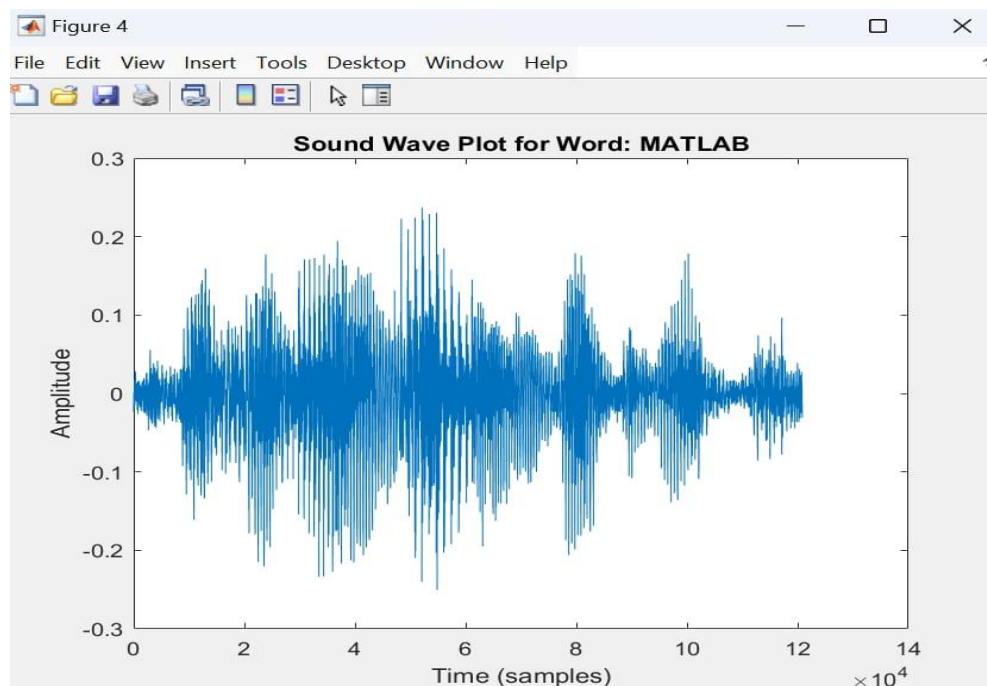 Figure 4
File Edit View Insert Tools Desktop Window Help
Sound Wave Plot for Word: MATLAB
0.3
0.2
0.1
0
-0.1
-0.2
-0.3
Amplitude
0 2 4 6 8 10 12 14
Time (samples)
×10⁴